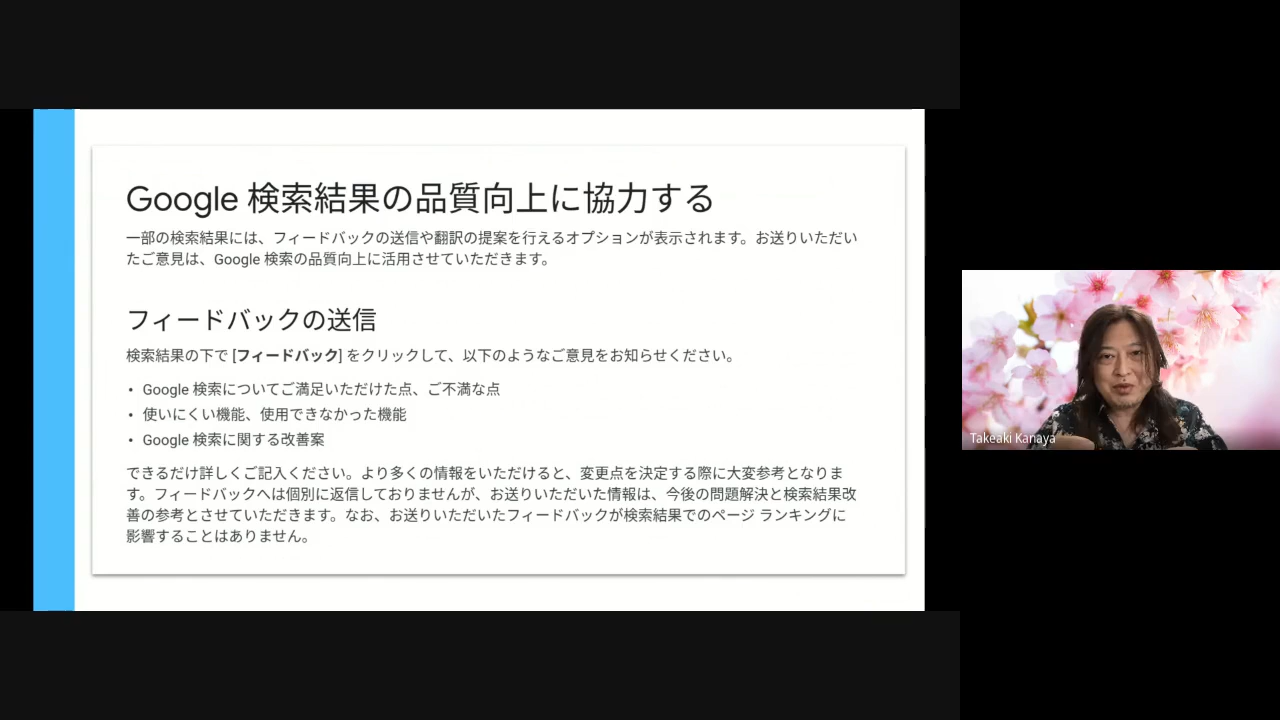 Google 検索結果の品質向上に協力する
一部の検索結果には、フィードバックの送信や翻訳の提案を行えるオプションが表示されます。お送りいただい
たご意見は、Google 検索の品質向上に活用させていただきます。
フィードバックの送信
検索結果の下で [フィードバック] をクリックして、以下のようなご意見をお知らせください。
• Google 検索についてご満足いただけた点、ご不満な点
• 使いにくい機能、使用できなかった機能
• Google 検索に関する改善案
できるだけ詳しくご記入ください。より多くの情報をいただけると、変更点を決定する際に大変参考となりま
す。フィードバックへは個別に返信しておりませんが、お送りいただいた情報は、今後の問題解決と検索結果改
善の参考とさせていただきます。なお、お送りいただいたフィードバックが検索結果でのページ ランキングに
影響することはありません。
Takeaki Kanaya